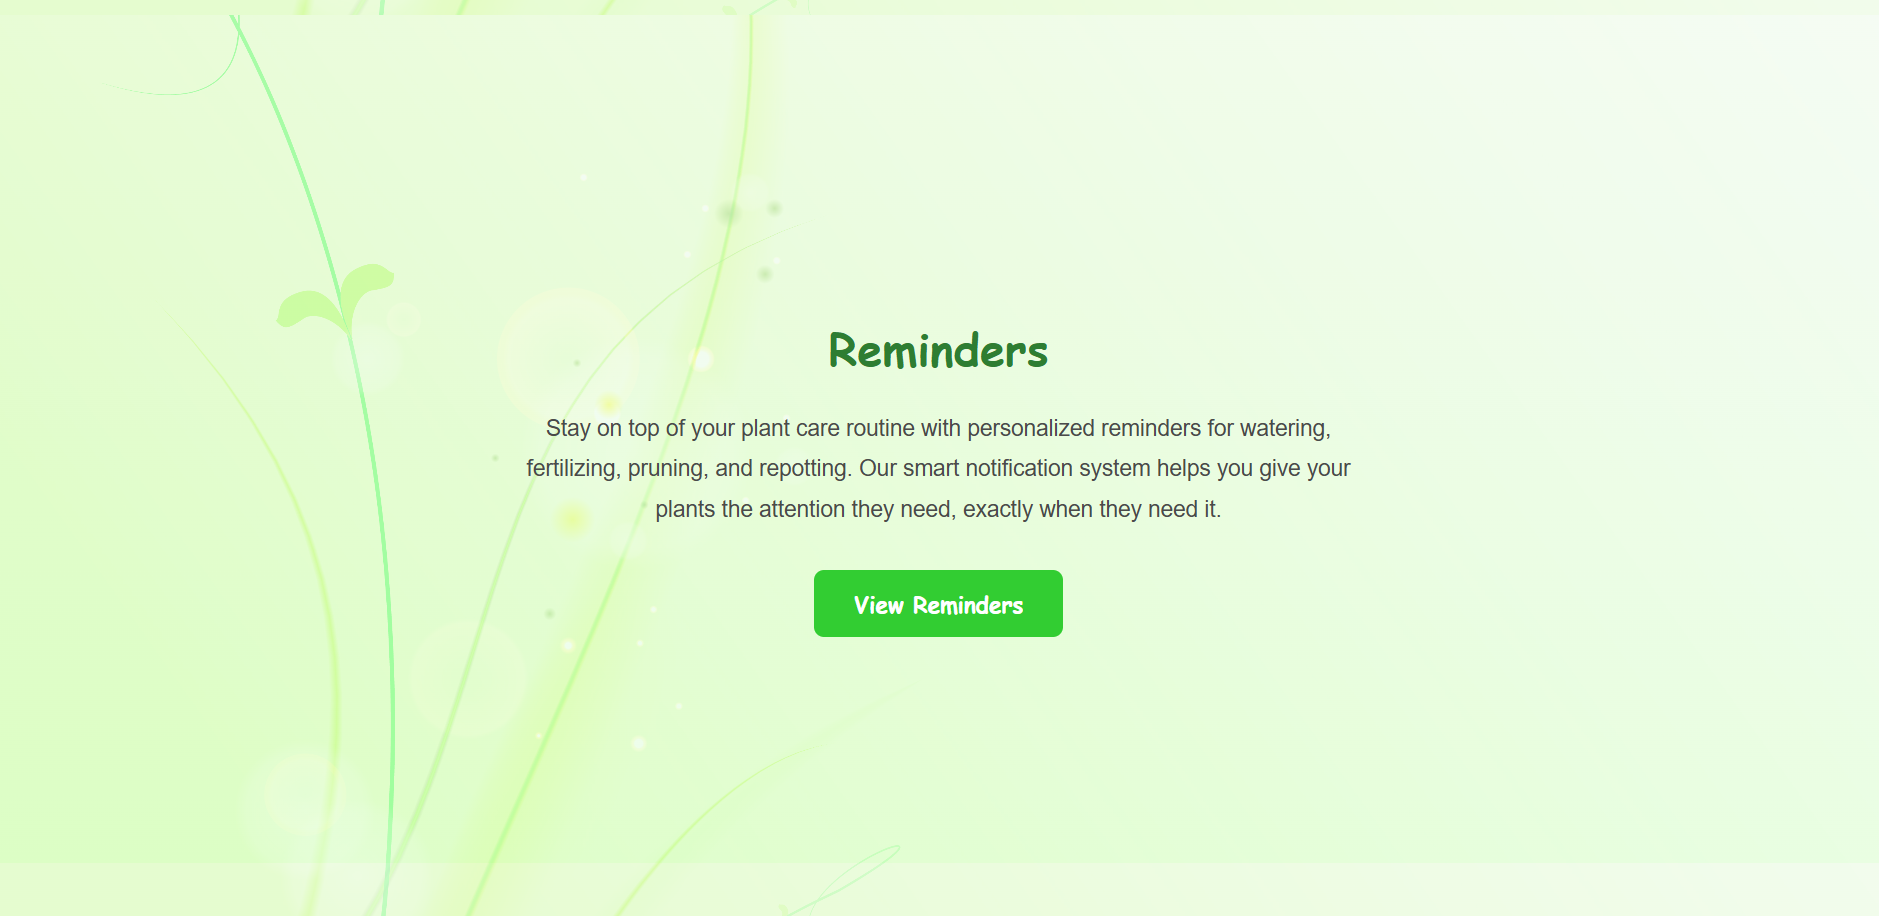 Reminders
Stay on top of your plant care routine with personalized reminders for watering,
fertilizing, pruning, and repotting. Our smart notification system helps you give your
plants the attention they need, exactly when they need it.
View Reminders